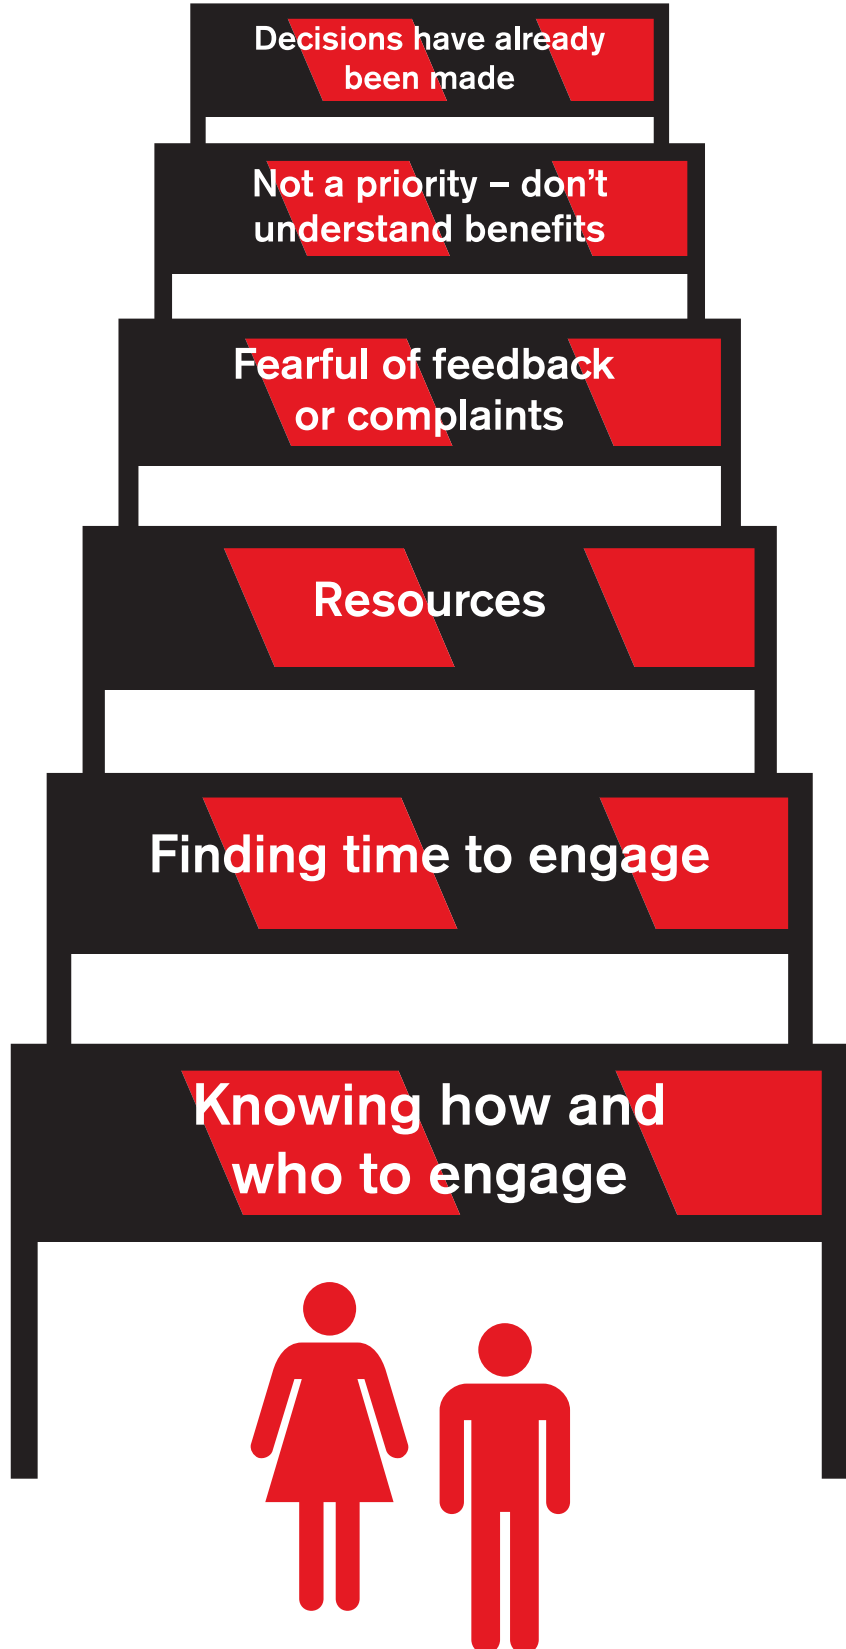 Decisions have already
been made
Not a priority – don’t
understand benefits
Fearful of feedback
or complaints
Resources
Finding time to engage
Knowing how and
who to engage